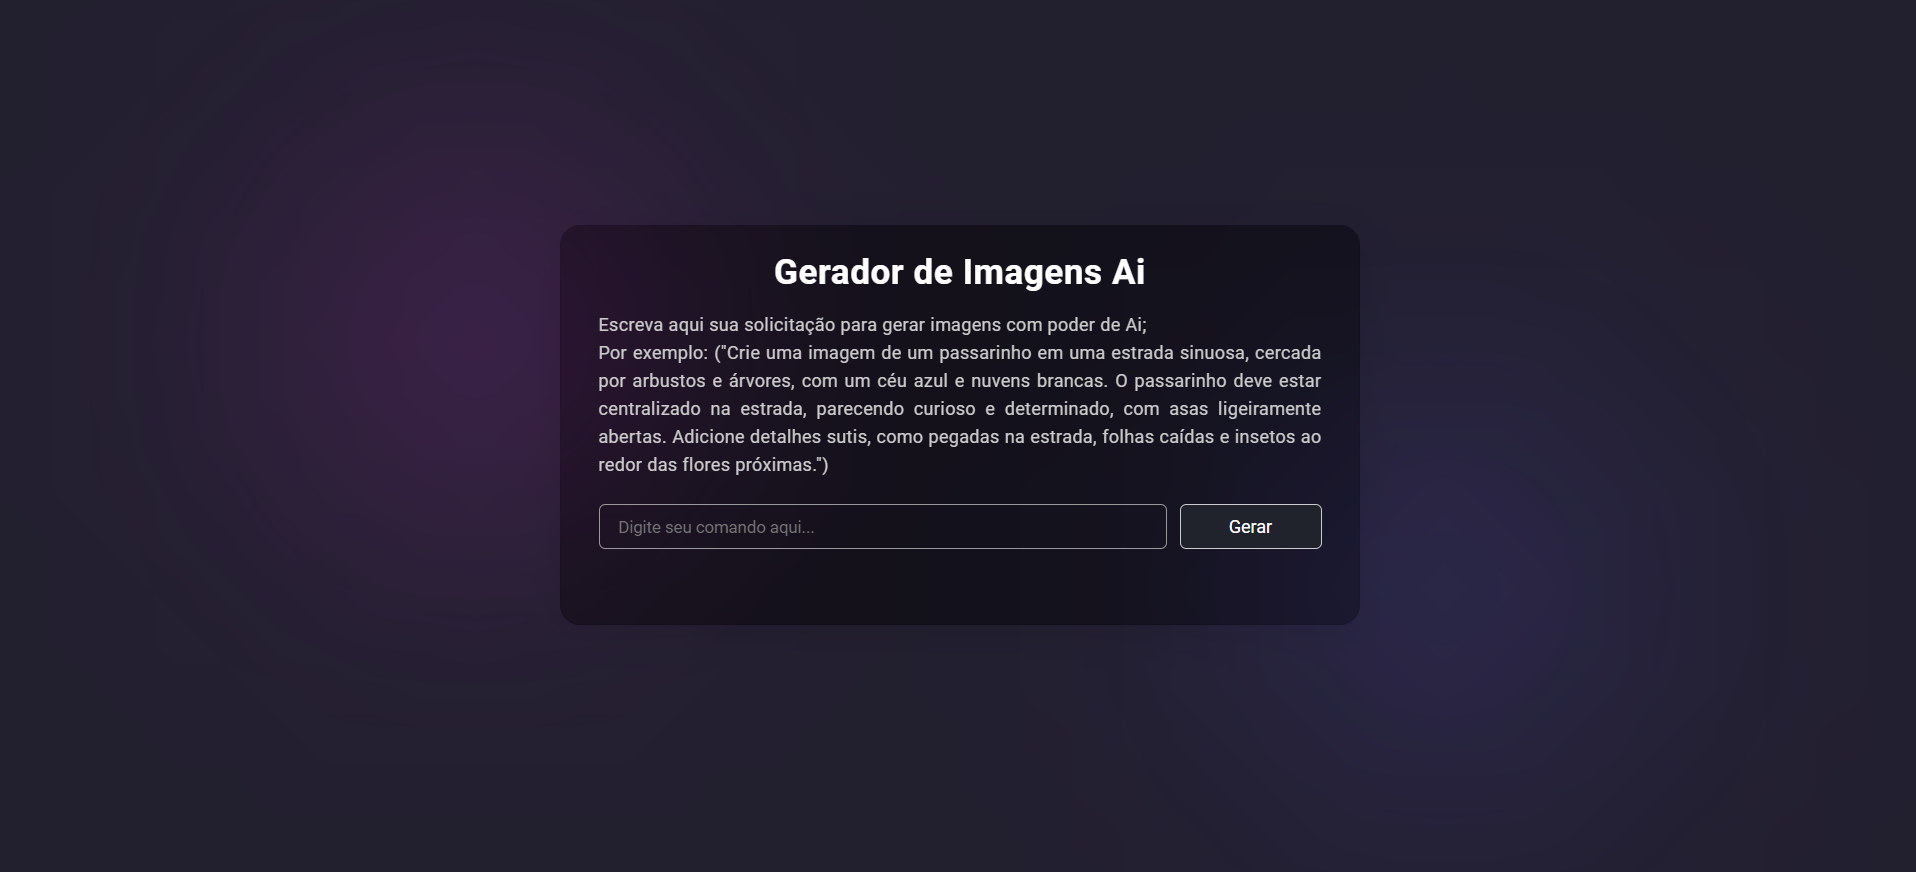 Gerador de Imagens Ai
Escreva aqui sua solicitação para gerar imagens com poder de Ai;
Por exemplo: ("Crie uma imagem de um passarinho em uma estrada sinuosa, cercada
por arbustos e árvores, com um céu azul e nuvens brancas. O passarinho deve estar
centralizado na estrada, parecendo curioso e determinado, com asas ligeiramente
abertas. Adicione detalhes sutis, como pegadas na estrada, folhas caídas e insetos ao
redor das flores próximas.")
Digite seu comando aqui...
Gerar